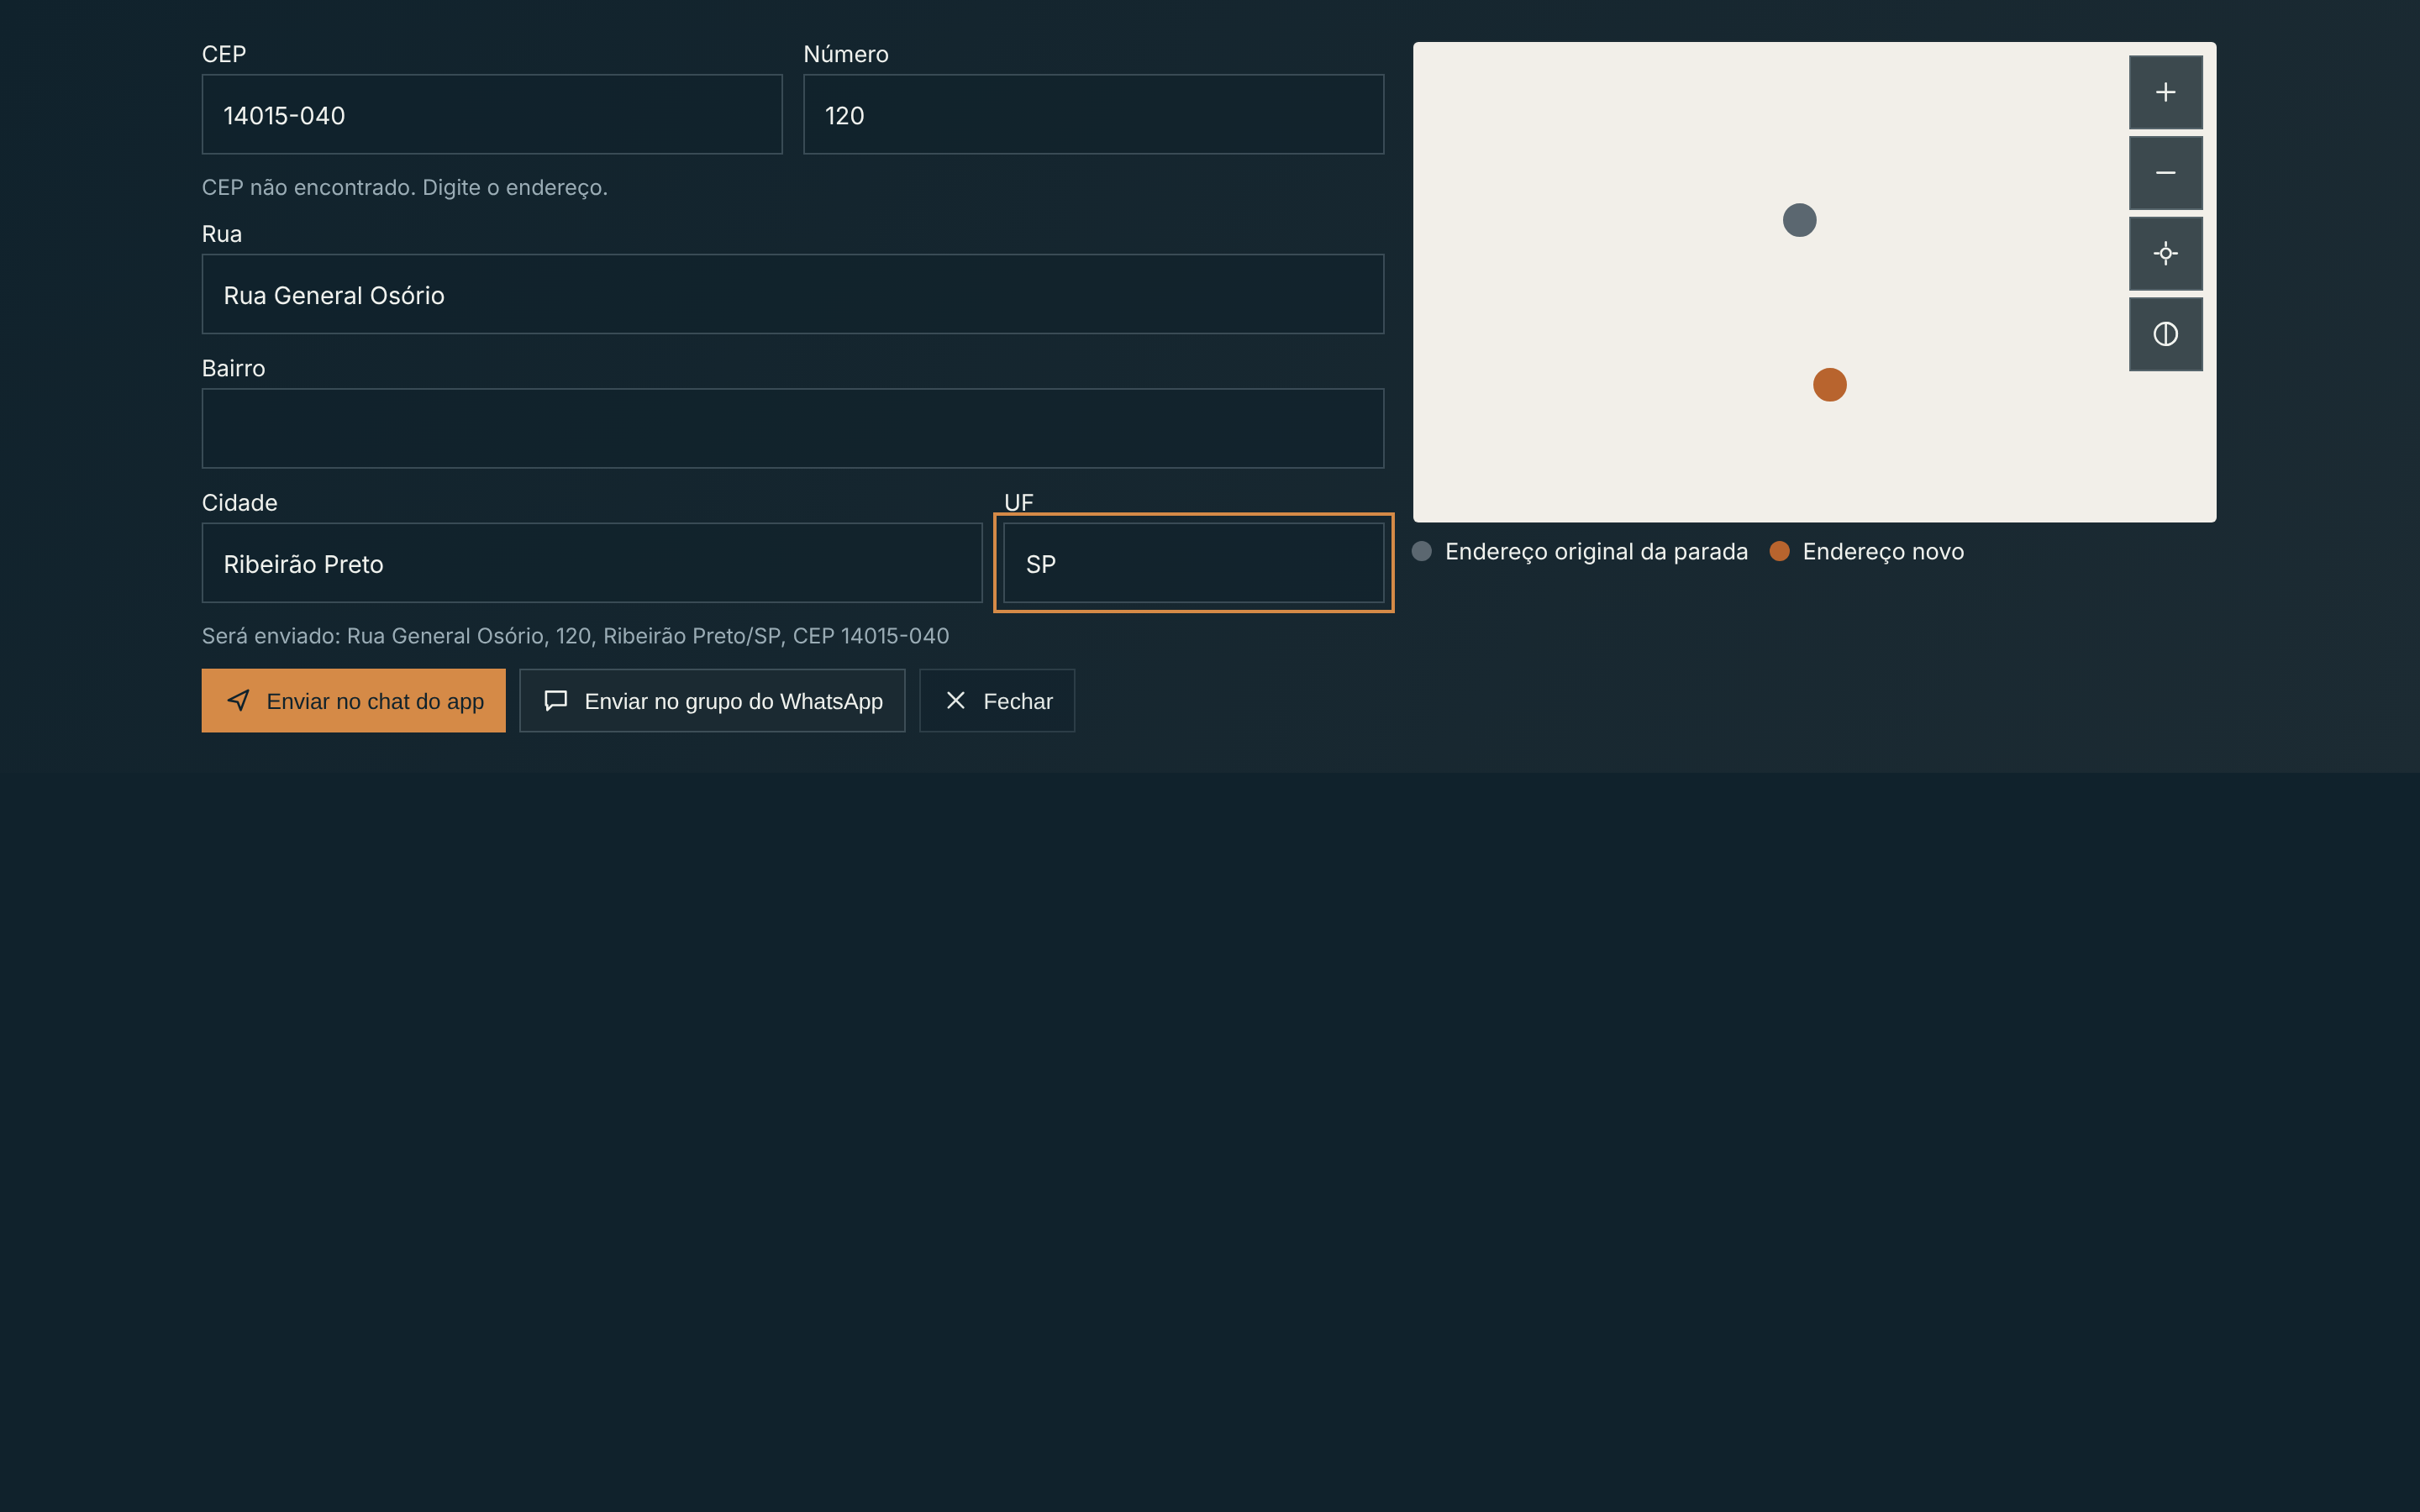 CEP
Número
14015-040
120
CEP não encontrado. Digite o endereço.
Rua
Rua General Osório
Bairro
Cidade
UF
Ribeirão Preto
SP
Será enviado: Rua General Osório, 120, Ribeirão Preto/SP, CEP 14015-040
Enviar no chat do app
Enviar no grupo do WhatsApp
Fechar
Endereço original da parada
Endereço novo